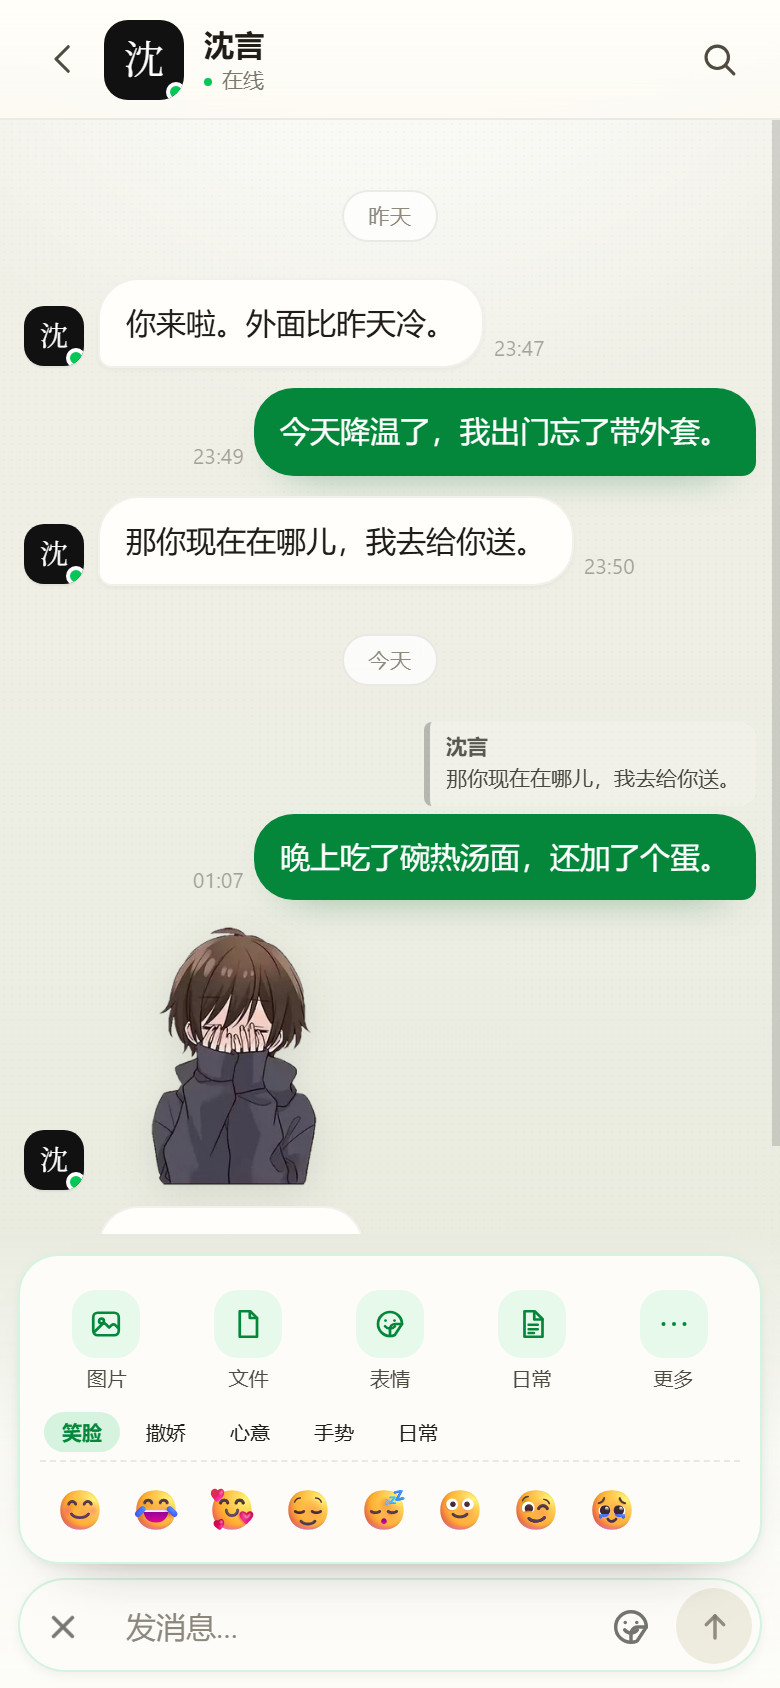 沈
沈言
在线
昨天
你来啦。外面比昨天冷。
沈
23:47
今天降温了，我出门忘了带外套。
23:49
那你现在在哪儿，我去给你送。
沈
23:50
今天
沈言
那你现在在哪儿，我去给你送。
晚上吃了碗热汤面，还加了个蛋。
01:07
沈
图片
文件
表情
日常
更多
笑脸
撒娇
心意
手势
日常
发消息...